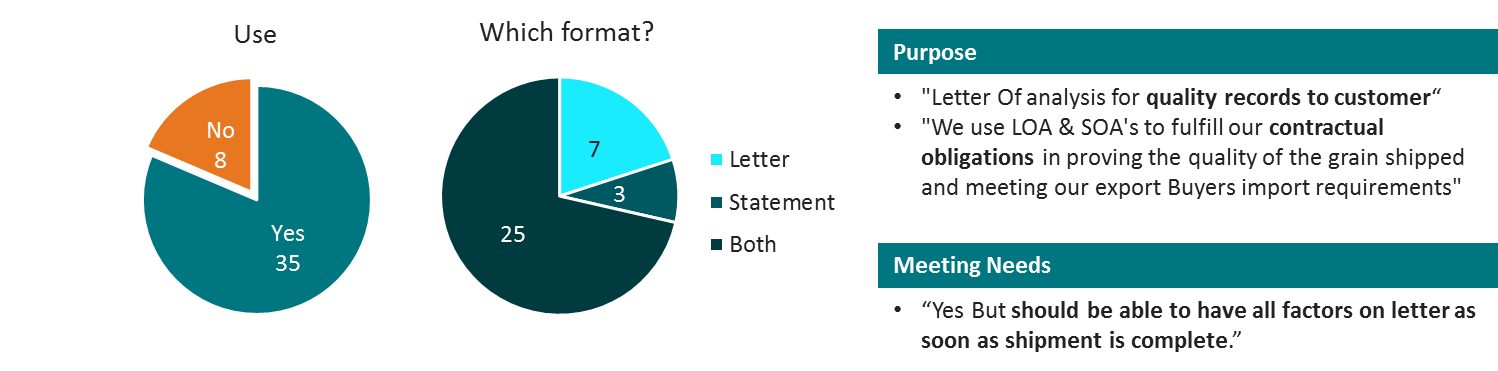 Use
No
8
Yes
35
Which format?
7
3
25
Letter
Statement
Both
Purpose
• "Letter Of analysis for quality records to customer“
• "We use LOA & SOA's to fulfill our contractual
obligations in proving the quality of the grain shipped
and meeting our export Buyers import requirements"
Meeting Needs
• “Yes But should be able to have all factors on letter as
soon as shipment is complete.”